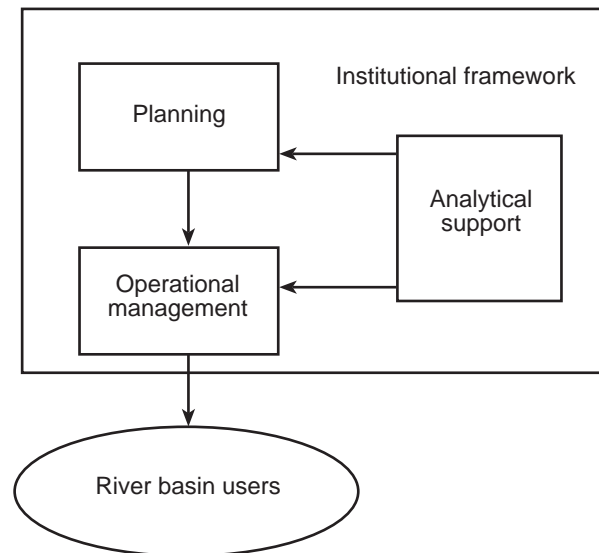 Institutional framework
Planning
Analytical
support
Operational
management
River basin users